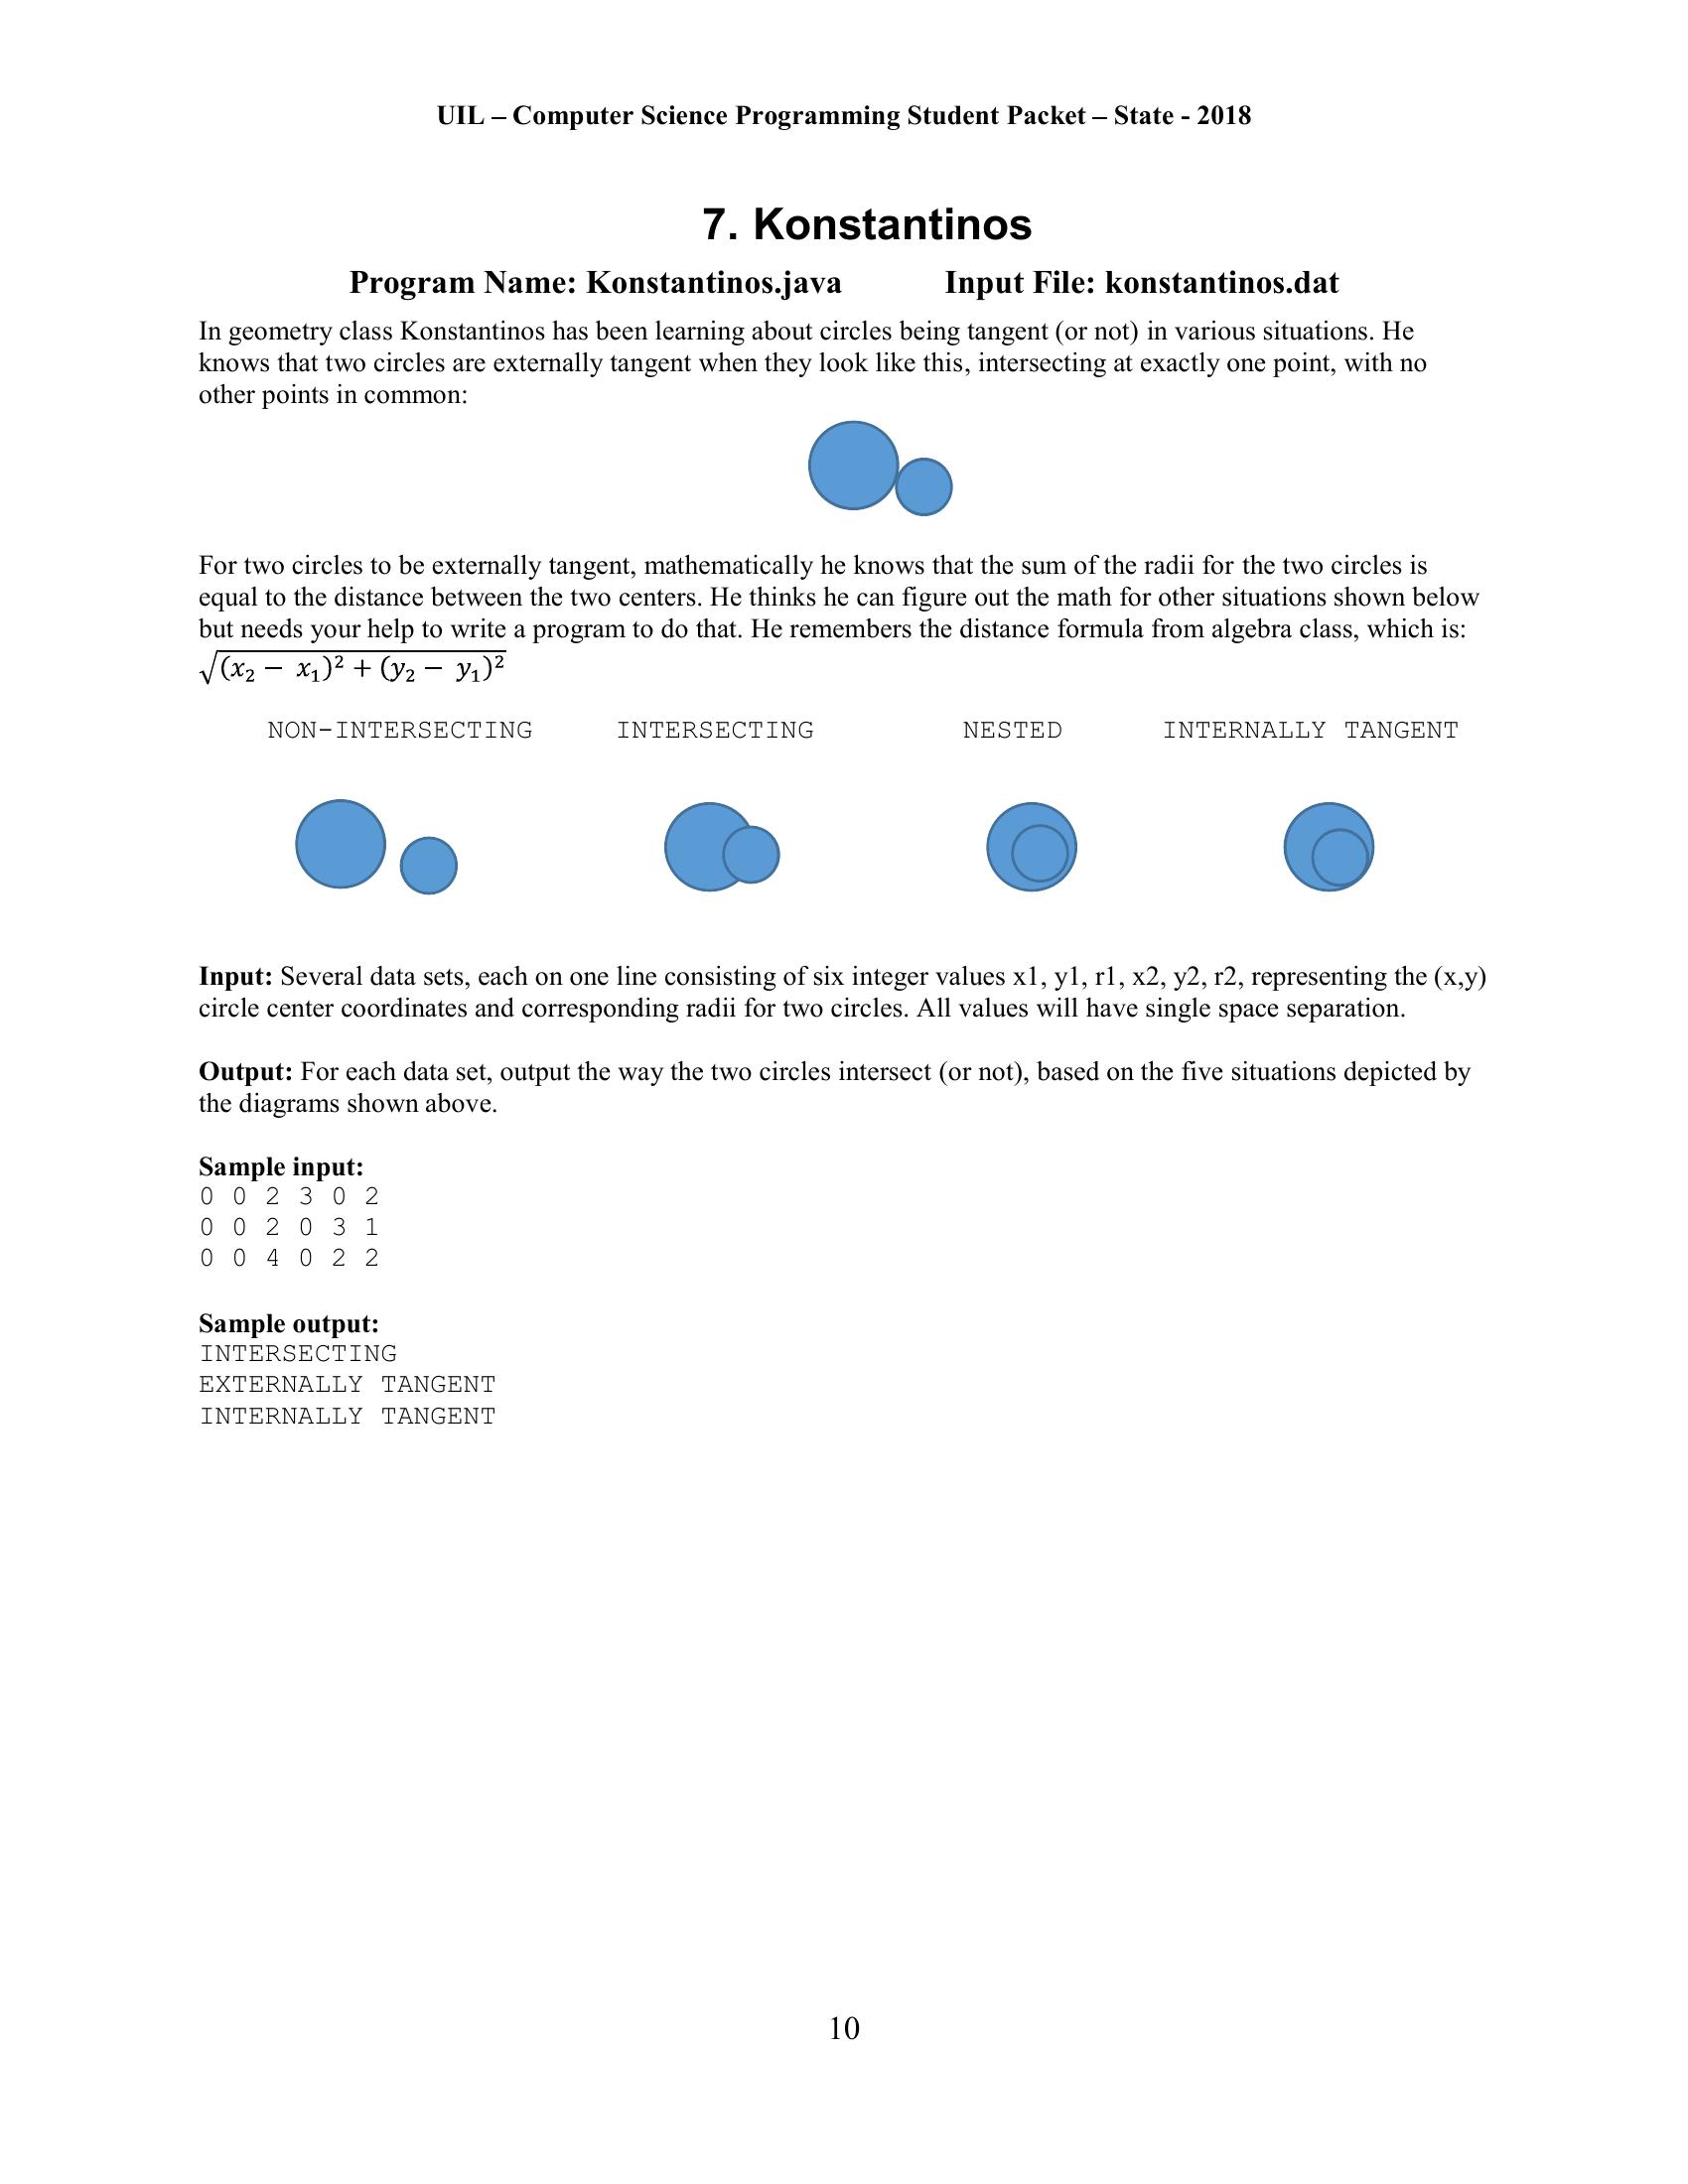 UIL – Computer Science Programming Student Packet – State - 2018
7. Konstantinos
Program Name: Konstantinos.java Input File: konstantinos.dat
In geometry class Konstantinos has been learning about circles being tangent (or not) in various situations. He
knows that two circles are externally tangent when they look like this, intersecting at exactly one point, with no
other points in common:
For two circles to be externally tangent, mathematically he knows that the sum of the radii for the two circles is
equal to the distance between the two centers. He thinks he can figure out the math for other situations shown below
but needs your help to write a program to do that. He remembers the distance formula from algebra class, which is:
√(x₂ − x₁)² + (y₂ − y₁)²
NON-INTERSECTING INTERSECTING NESTED INTERNALLY TANGENT
Input: Several data sets, each on one line consisting of six integer values x1, y1, r1, x2, y2, r2, representing the (x,y)
circle center coordinates and corresponding radii for two circles. All values will have single space separation.
Output: For each data set, output the way the two circles intersect (or not), based on the five situations depicted by
the diagrams shown above.
Sample input:
0 0 2 3 0 2
0 0 2 0 3 1
0 0 4 0 2 2
Sample output:
INTERSECTING
EXTERNALLY TANGENT
INTERNALLY TANGENT
10